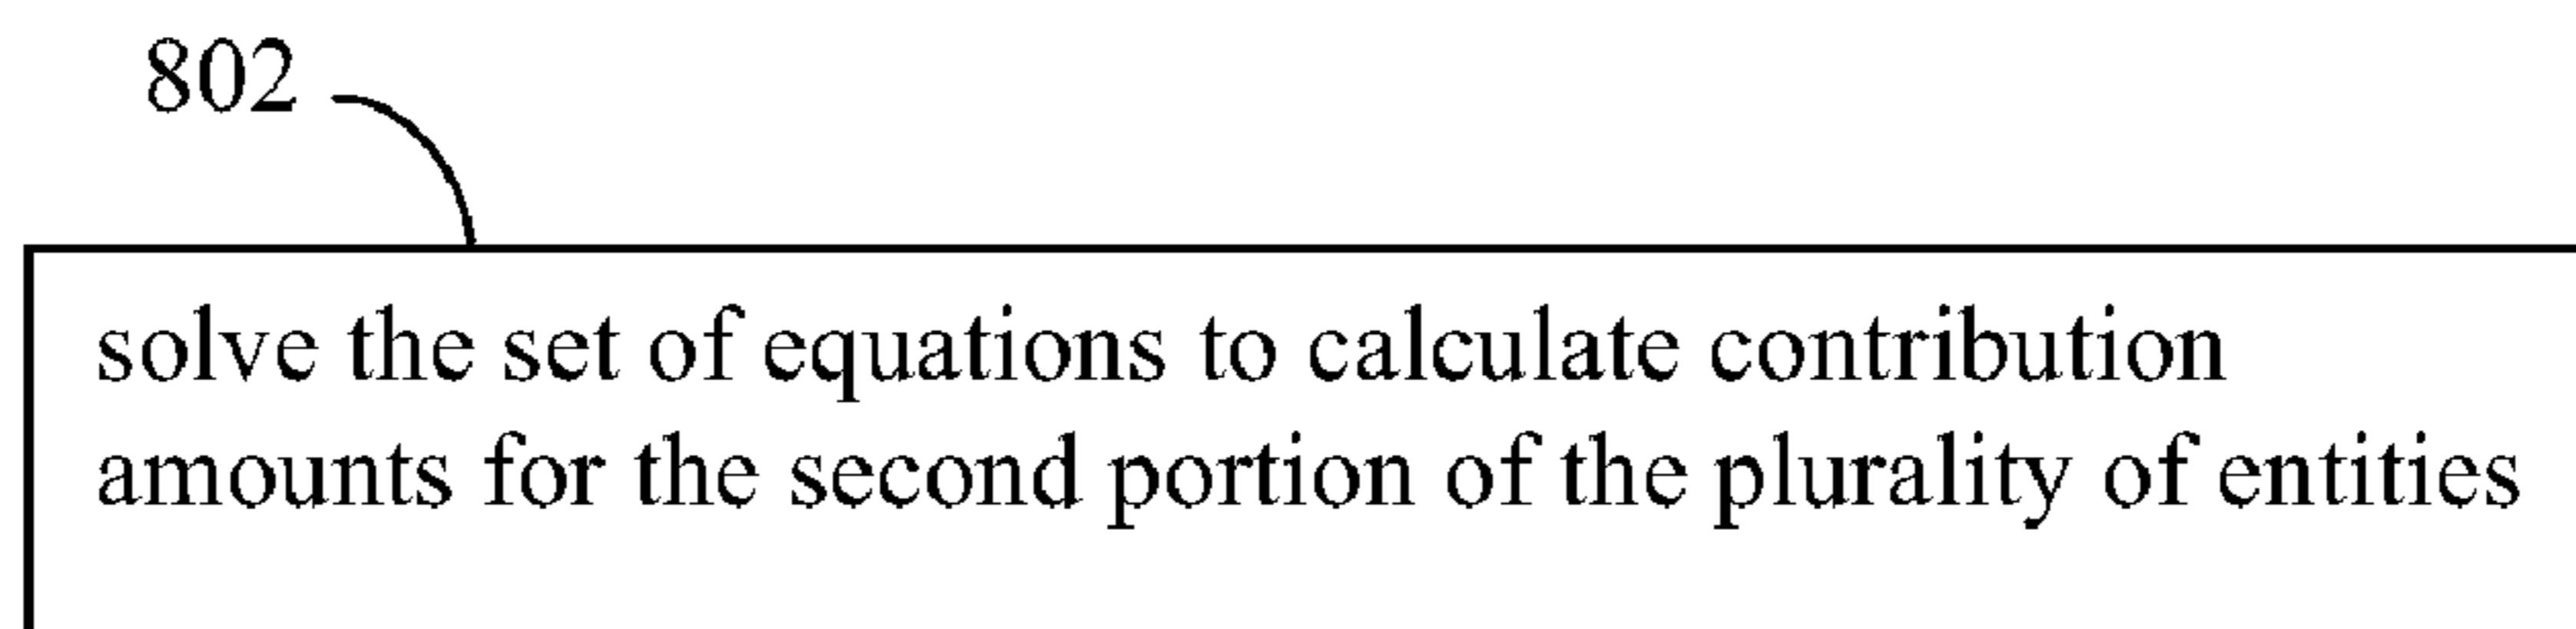 802
solve the set of equations to calculate contribution
amounts for the second portion of the plurality of entities